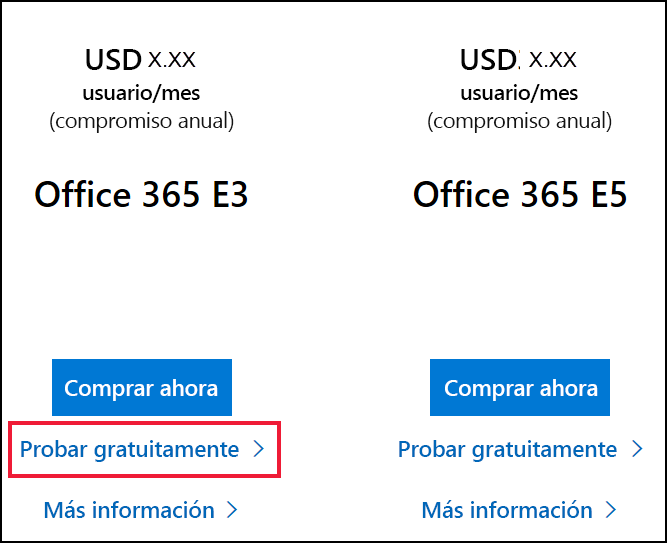 USD X.XX
usuario/mes
(compromiso anual)
Office 365 E3
Comprar ahora
Probar gratuitamente
Más información
USD X.XX
usuario/mes
(compromiso anual)
Office 365 E5
Comprar ahora
Probar gratuitamente
Más información